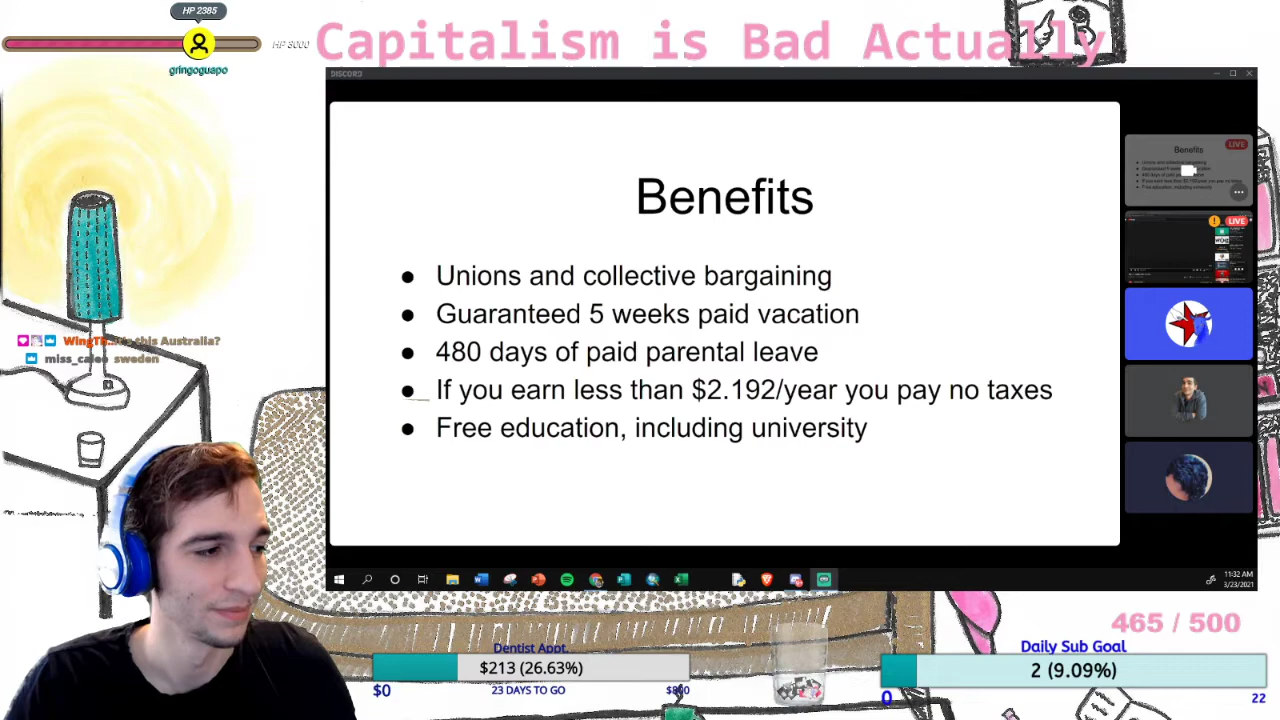 HP 2385
HP 8000
gringoguapo
Capitalism is Bad Actually
DISCORD
Benefits
Unions and collective bargaining
Guaranteed 5 weeks paid vacation
480 days of paid parental leave
If you earn less than $2.192/year you pay no taxes
Free education, including university
Benefits
LIVE
LIVE
this Australia?
miss_caleo sweden
11:32 AM
3/23/2021
465 / 500
Dentist Appt.
$213 (26.63%)
$0
23 DAYS TO GO
$800
Daily Sub Goal
2 (9.09%)
0
22